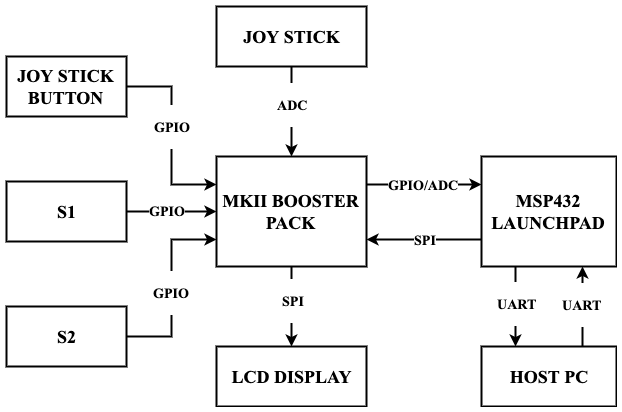 JOY STICK
JOY STICK
BUTTON
ADC
GPIO
S1
GPIO
MKII BOOSTER
PACK
GPIO/ADC
MSP432
LAUNCHPAD
SPI
GPIO
SPI
UART
UART
S2
LCD DISPLAY
HOST PC